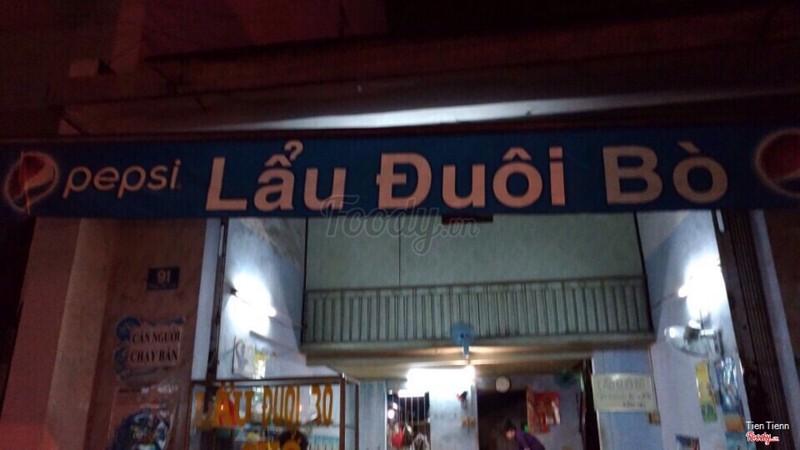 pepsi Lẩu Đuôi Bò
Foody.vn
91
CẦN NGƯỜI
CHẠY BÀN
LẨU ĐUÔI BÒ
Tien Tienn
Foody.vn